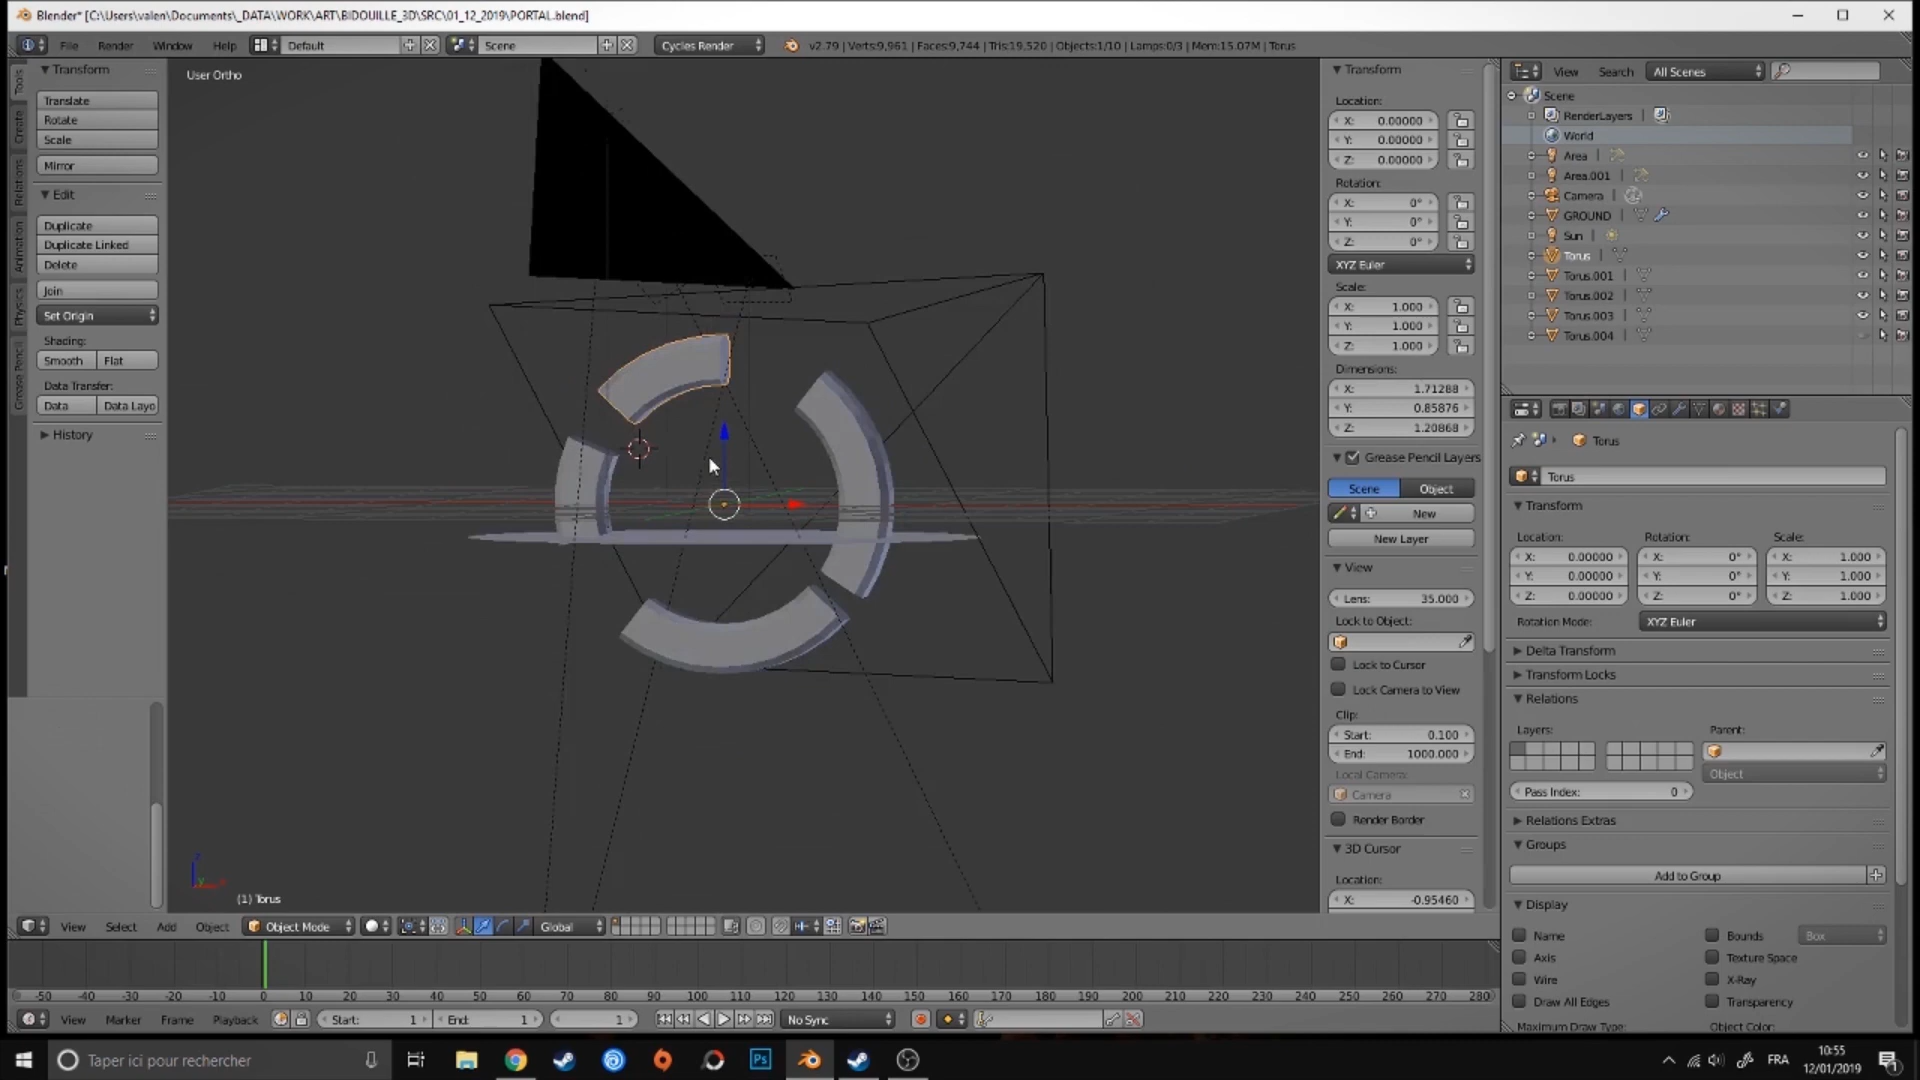 Blender* [C:\Users\valen\Documents\_DATA\WORK\ART\BIDOUILLE_3D\SRC\01_12_2019\PORTAL.blend]
File Render Window Help Default Scene Cycles Render v2.79 | Verts:9,961 | Faces:9,744 | Tris:19,520 | Objects:1/10 | Lamps:0/3 | Mem:15.07M | Torus
Tools
Create
Relations
Animation
Physics
Grease Pencil
Transform
Translate
Rotate
Scale
Mirror
Edit
Duplicate
Duplicate Linked
Delete
Join
Set Origin
Shading:
Smooth Flat
Data Transfer:
Data Data Layo
History
User Ortho
(1) Torus
Transform
Location:
X: 0.00000
Y: 0.00000
Z: 0.00000
Rotation:
X: 0°
Y: 0°
Z: 0°
XYZ Euler
Scale:
X: 1.000
Y: 1.000
Z: 1.000
Dimensions:
X: 1.71288
Y: 0.85876
Z: 1.20868
Grease Pencil Layers
Scene Object
New
New Layer
View
Lens: 35.000
Lock to Object:
Lock to Cursor
Lock Camera to View
Clip:
Start: 0.100
End: 1000.000
Local Camera:
Camera
Render Border
3D Cursor
Location:
X: -0.95460
View Search All Scenes
Scene
RenderLayers
World
Area
Area.001
Camera
GROUND
Sun
Torus
Torus.001
Torus.002
Torus.003
Torus.004
Torus
Torus
Transform
Location: Rotation: Scale:
X: 0.00000 X: 0° X: 1.000
Y: 0.00000 Y: 0° Y: 1.000
Z: 0.00000 Z: 0° Z: 1.000
Rotation Mode: XYZ Euler
Delta Transform
Transform Locks
Relations
Layers: Parent:
Object
Pass Index: 0
Relations Extras
Groups
Add to Group
Display
Name Bounds Box
Axis Texture Space
Wire X-Ray
Draw All Edges Transparency
Maximum Draw Type: Object Color:
View Select Add Object Object Mode Global
-50 -40 -30 -20 -10 0 10 20 30 40 50 60 70 80 90 100 110 120 130 140 150 160 170 180 190 200 210 220 230 240 250 260 270 280
View Marker Frame Playback Start: 1 End: 1 1 No Sync
Taper ici pour rechercher
Ps
FRA
10:55
12/01/2019
1